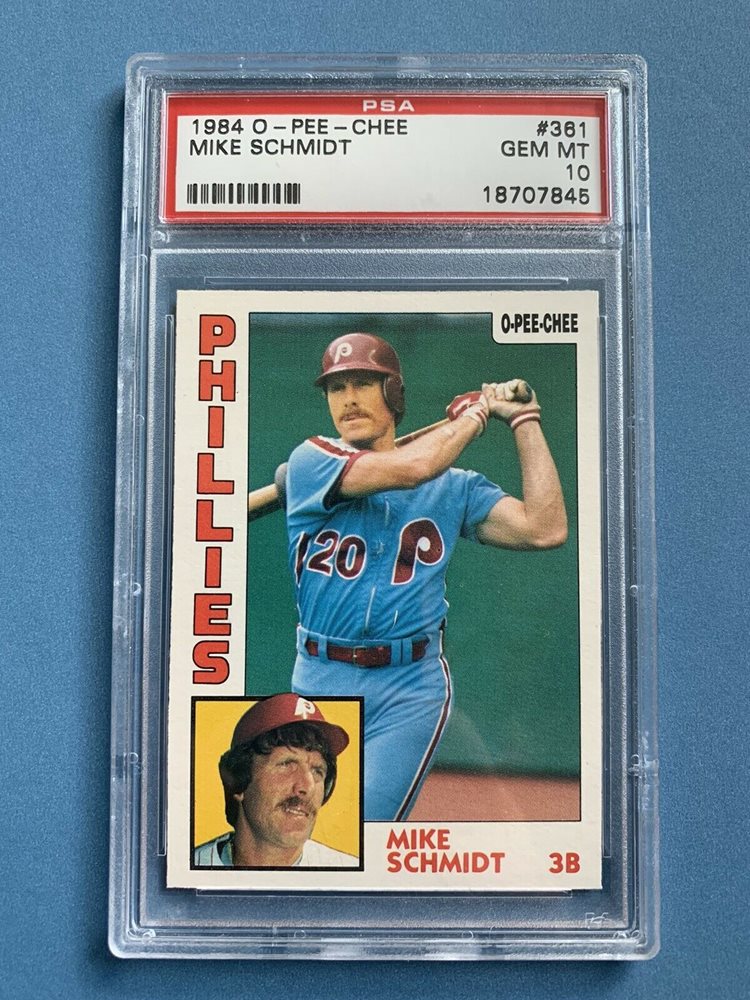 PSA
1984 O-PEE-CHEE #361
MIKE SCHMIDT GEM MT
10
18707845
O-PEE-CHEE
PHILLIES
P
20 P
P
MIKE
SCHMIDT 3B